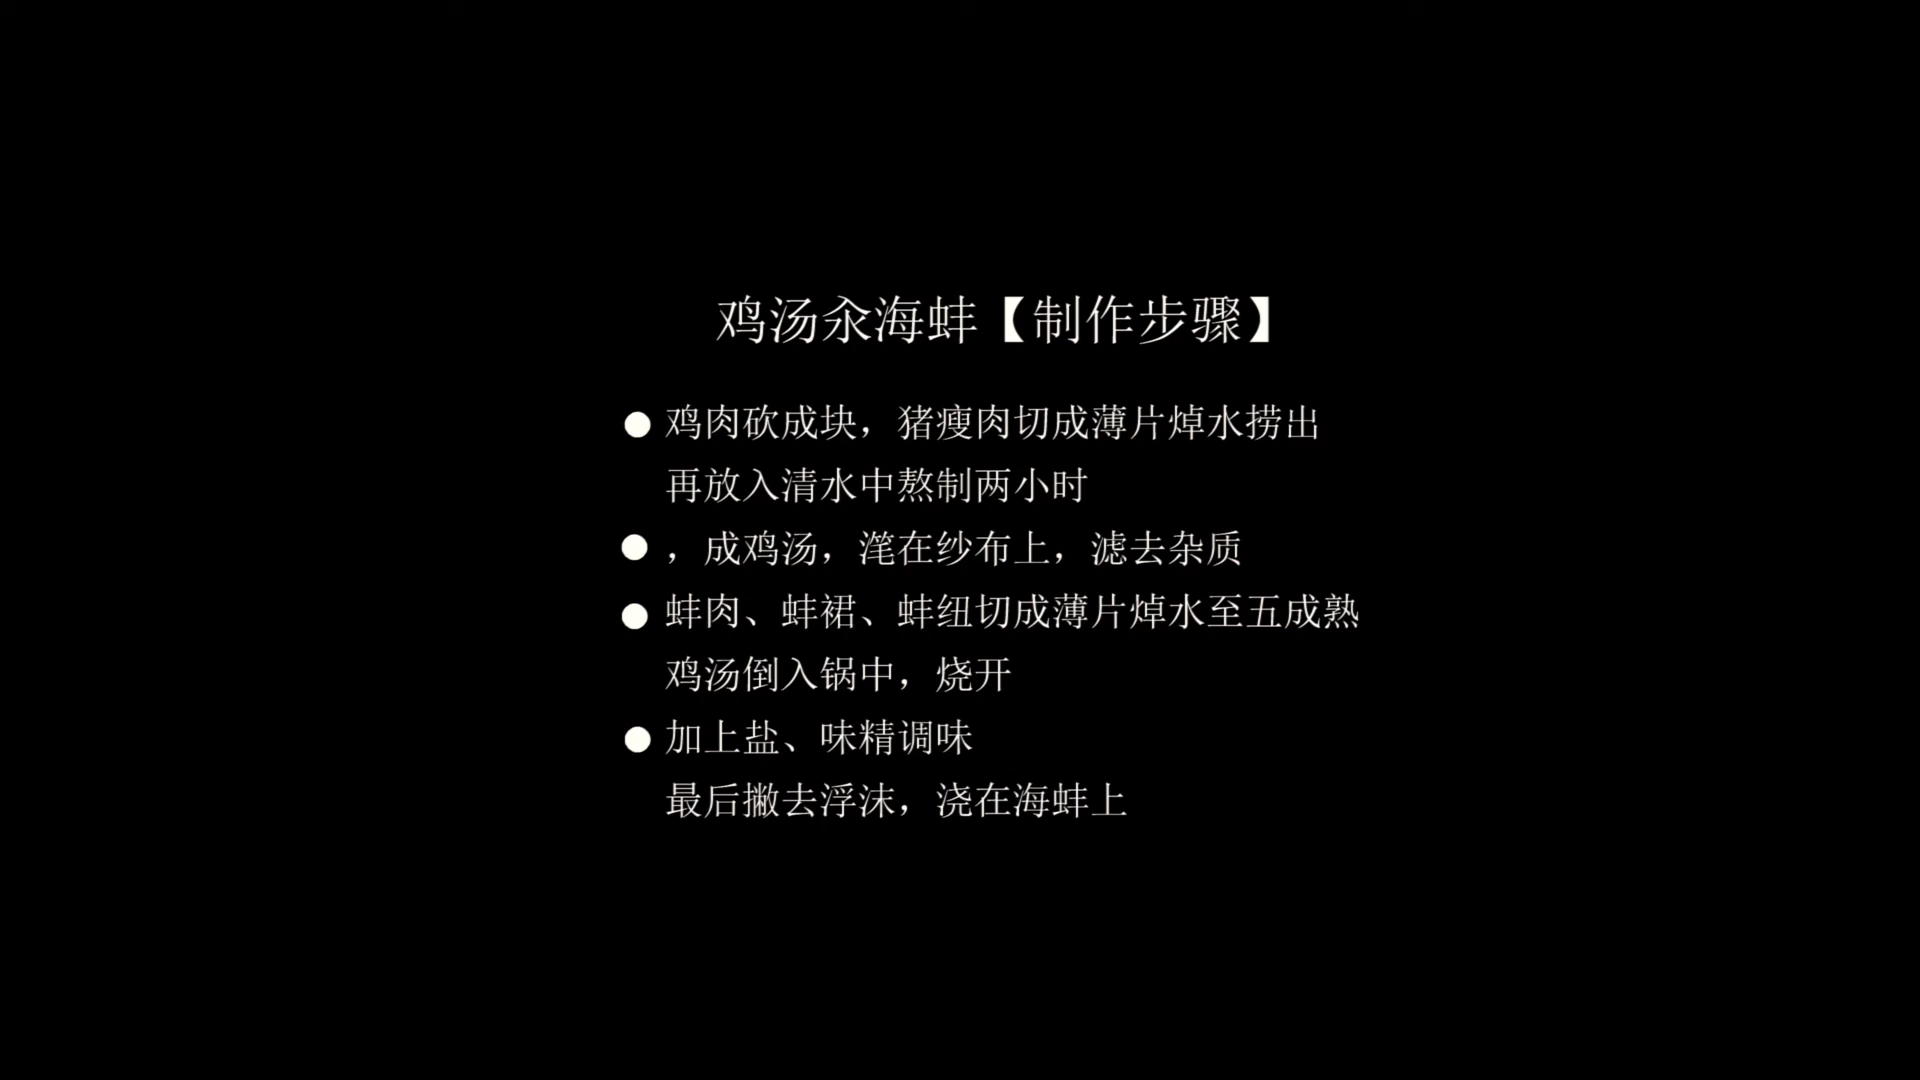 鸡汤汆海蚌【制作步骤】
● 鸡肉砍成块，猪瘦肉切成薄片焯水捞出
再放入清水中熬制两小时
● ，成鸡汤，滗在纱布上，滤去杂质
● 蚌肉、蚌裙、蚌纽切成薄片焯水至五成熟
鸡汤倒入锅中，烧开
● 加上盐、味精调味
最后撇去浮沫，浇在海蚌上